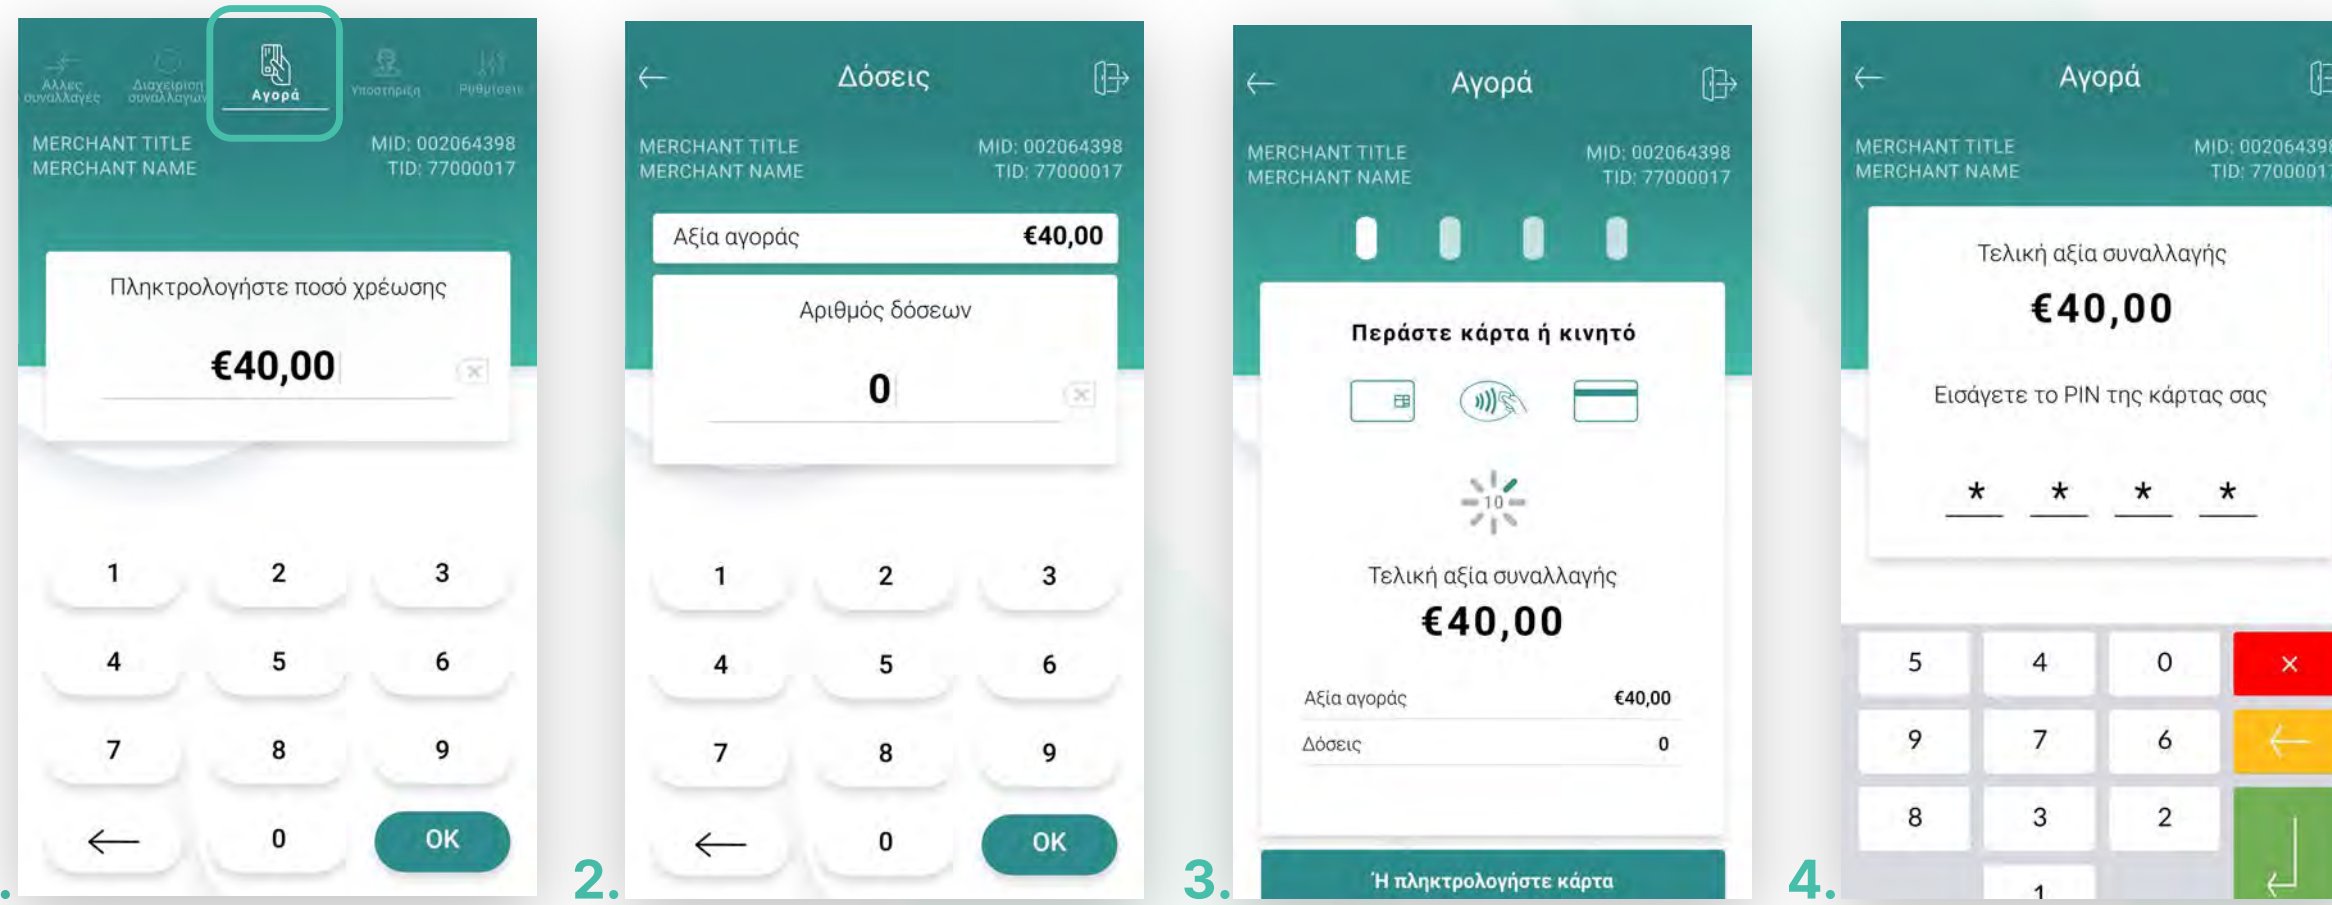 Άλλες συναλλαγές
Διαχείριση συναλλαγών
Αγορά
Υποστήριξη
Ρυθμίσεις
MERCHANT TITLE
MERCHANT NAME
MID: 002064398
TID: 77000017
Πληκτρολογήστε ποσό χρέωσης
€40,00
1 2 3
4 5 6
7 8 9
0 OK
2.
Δόσεις
MERCHANT TITLE
MERCHANT NAME
MID: 002064398
TID: 77000017
Αξία αγοράς €40,00
Αριθμός δόσεων
0
1 2 3
4 5 6
7 8 9
0 OK
3.
Αγορά
MERCHANT TITLE
MERCHANT NAME
MID: 002064398
TID: 77000017
Περάστε κάρτα ή κινητό
10
Τελική αξία συναλλαγής
€40,00
Αξία αγοράς €40,00
Δόσεις 0
Ή πληκτρολογήστε κάρτα
4.
Αγορά
MERCHANT TITLE
MERCHANT NAME
MID: 002064398
TID: 77000017
Τελική αξία συναλλαγής
€40,00
Εισάγετε το PIN της κάρτας σας
* * * *
5 4 0
9 7 6
8 3 2
1